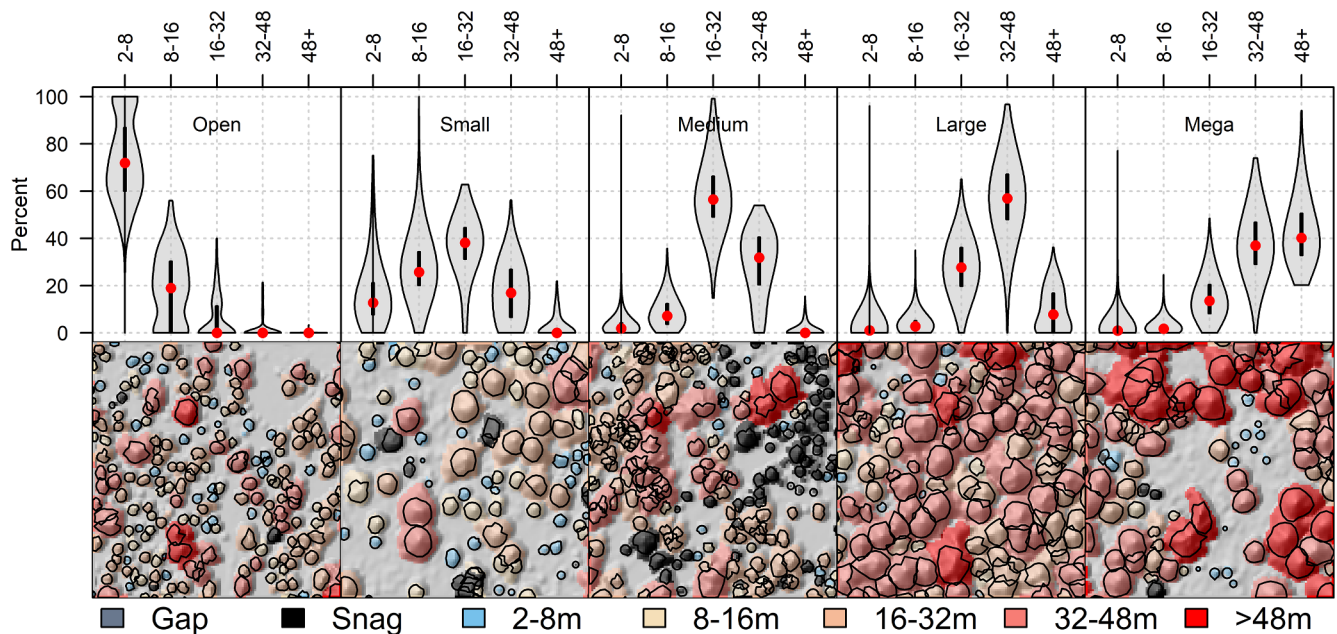 2-8 8-16 16-32 32-48 48+ 2-8 8-16 16-32 32-48 48+ 2-8 8-16 16-32 32-48 48+ 2-8 8-16 16-32 32-48 48+ 2-8 8-16 16-32 32-48 48+
Open Small Medium Large Mega
Percent
100
80
60
40
20
0
Gap Snag 2-8m 8-16m 16-32m 32-48m >48m